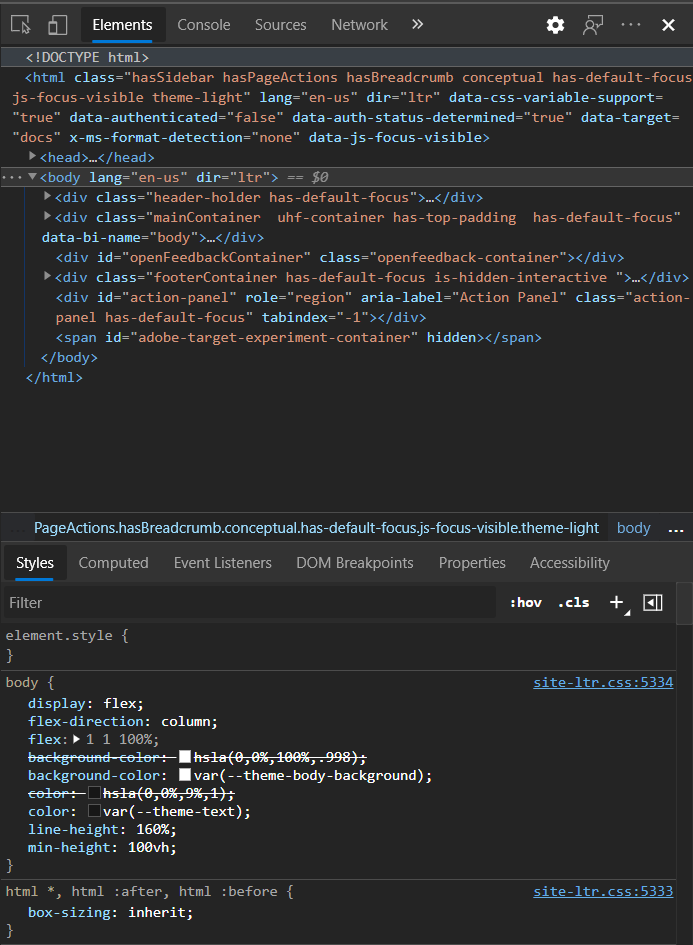 Elements Console Sources Network »
<!DOCTYPE html>
<html class="hasSidebar hasPageActions hasBreadcrumb conceptual has-default-focus
js-focus-visible theme-light" lang="en-us" dir="ltr" data-css-variable-support=
"true" data-authenticated="false" data-auth-status-determined="true" data-target=
"docs" x-ms-format-detection="none" data-js-focus-visible>
<head>…</head>
<body lang="en-us" dir="ltr"> == $0
<div class="header-holder has-default-focus">…</div>
<div class="mainContainer  uhf-container has-top-padding  has-default-focus"
data-bi-name="body">…</div>
<div id="openFeedbackContainer" class="openfeedback-container"></div>
<div class="footerContainer has-default-focus is-hidden-interactive ">…</div>
<div id="action-panel" role="region" aria-label="Action Panel" class="action-
panel has-default-focus" tabindex="-1"></div>
<span id="adobe-target-experiment-container" hidden></span>
</body>
</html>
... PageActions.hasBreadcrumb.conceptual.has-default-focus.js-focus-visible.theme-light body ...
Styles Computed Event Listeners DOM Breakpoints Properties Accessibility
Filter :hov .cls +
element.style {
}
body { site-ltr.css:5334
display: flex;
flex-direction: column;
flex: 1 1 100%;
background-color: hsla(0,0%,100%,.998);
background-color: var(--theme-body-background);
color: hsla(0,0%,9%,1);
color: var(--theme-text);
line-height: 160%;
min-height: 100vh;
}
html *, html :after, html :before { site-ltr.css:5333
box-sizing: inherit;
}